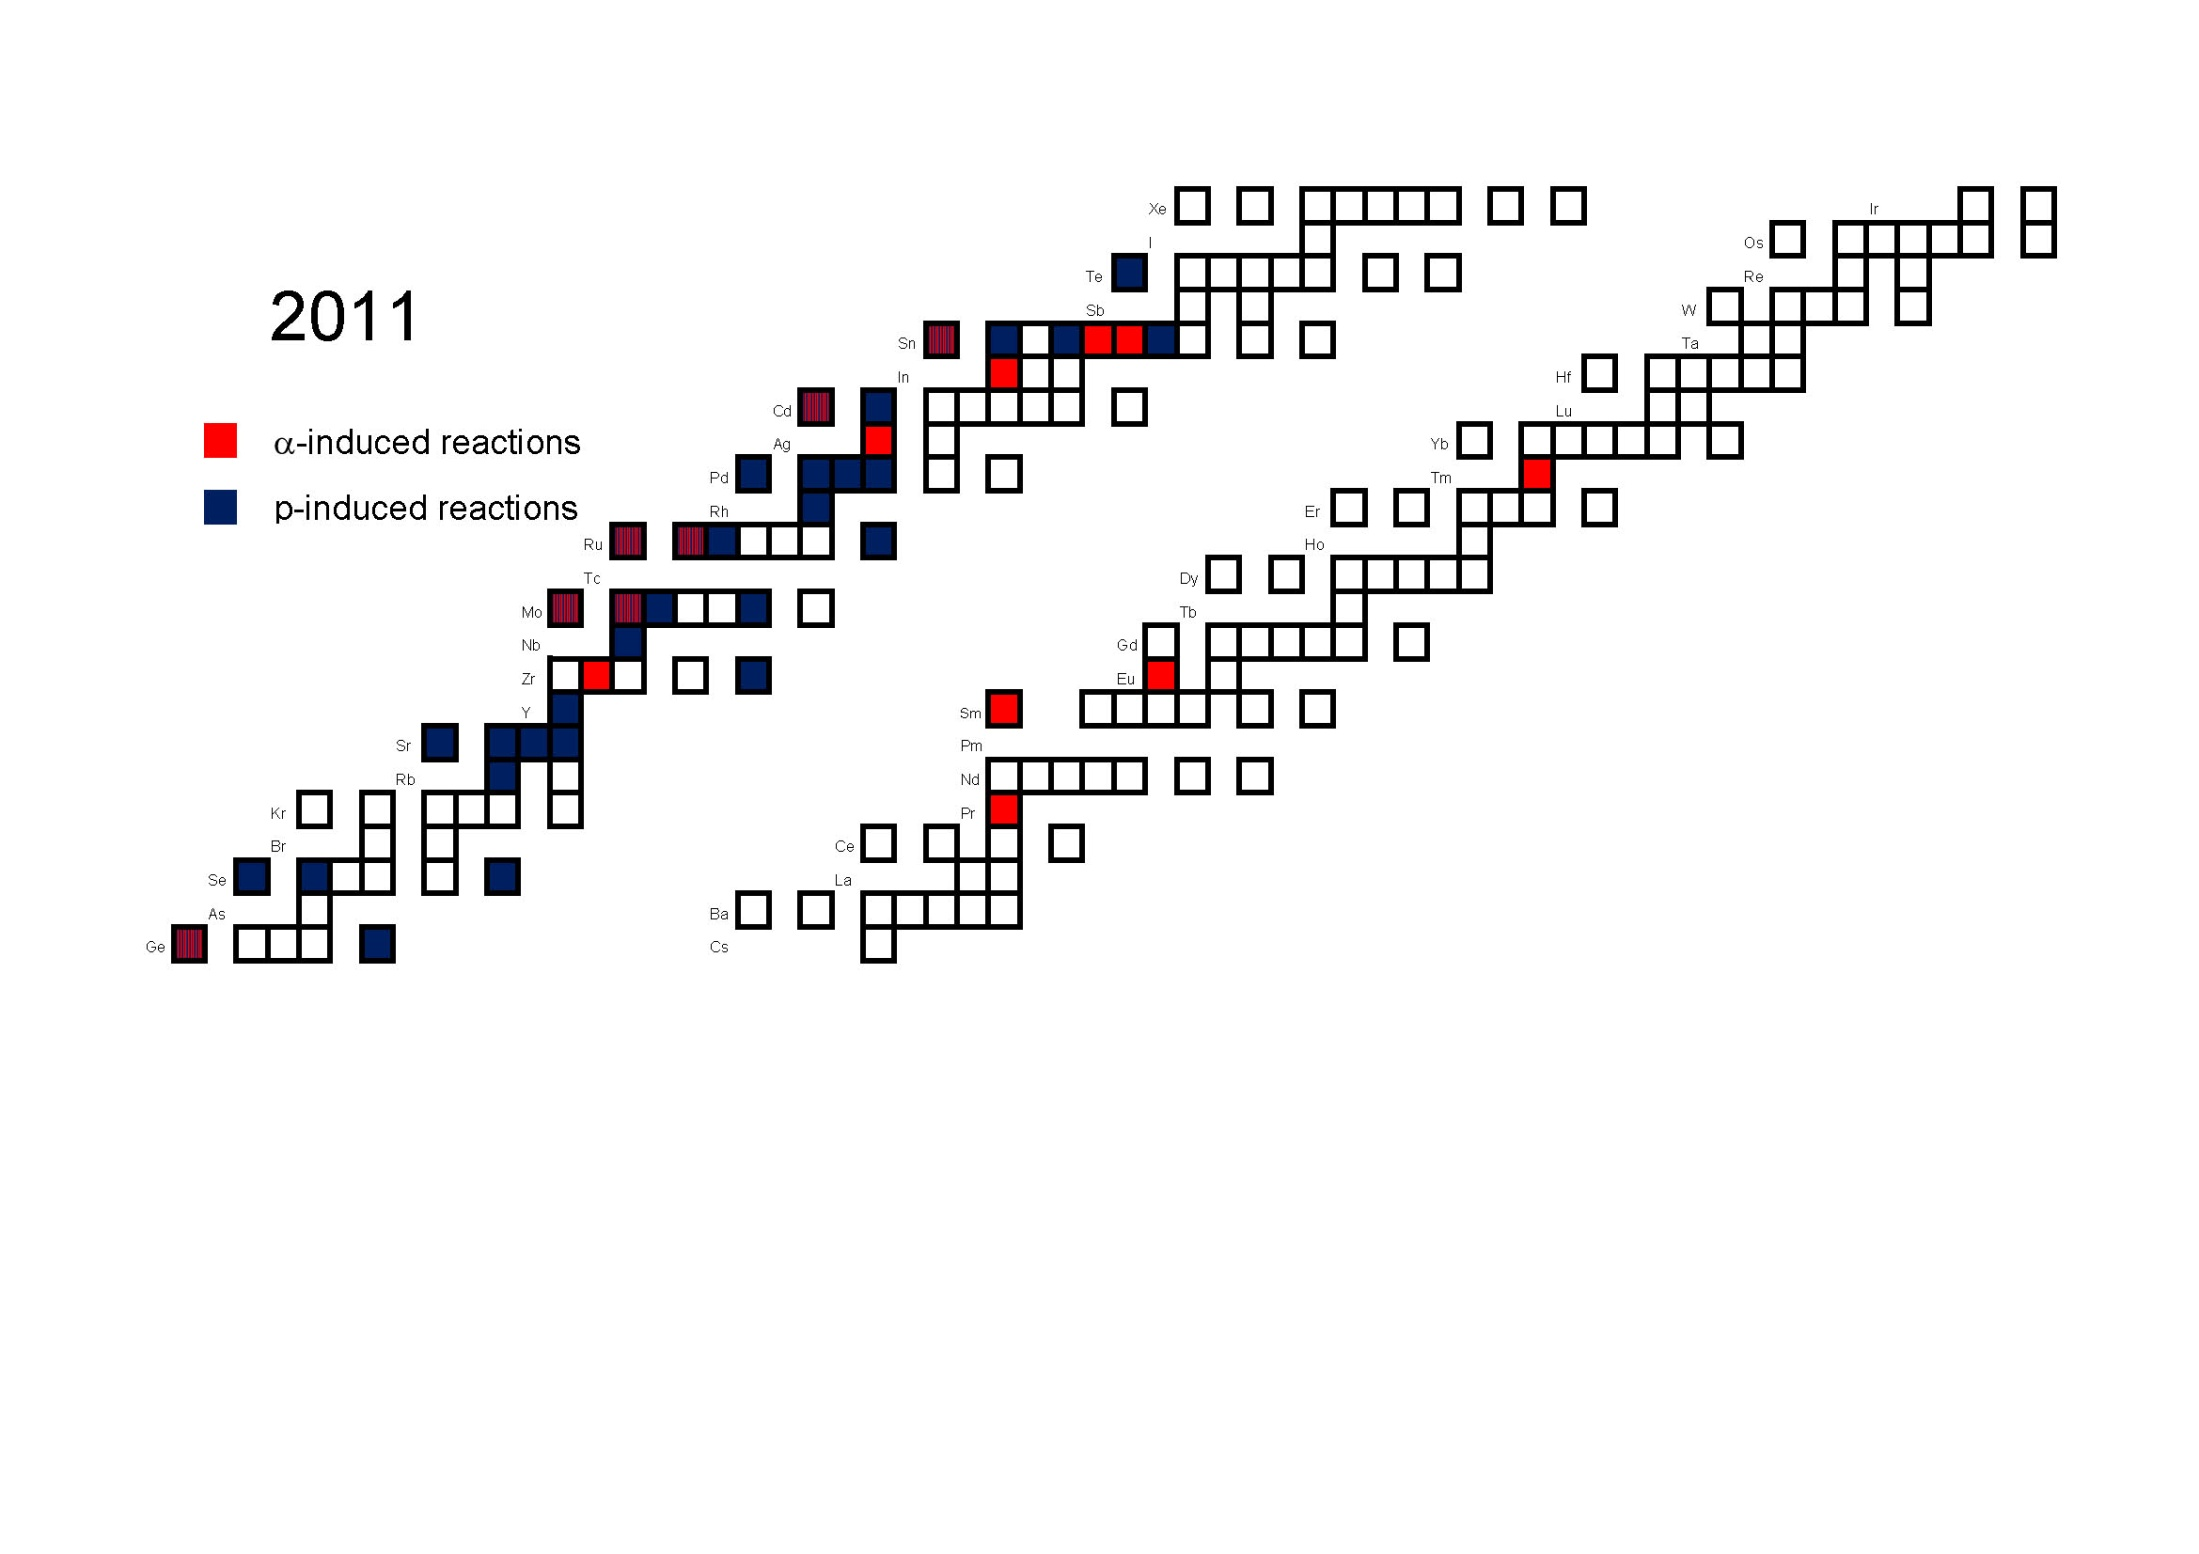 Xe
Ir
I
Os
Te
Re
2011
Sb
W
Sn
Ta
In
Hf
Cd
Lu
α-induced reactions
Ag
Yb
Pd
Tm
p-induced reactions
Rh
Er
Ru
Ho
Tc
Dy
Mo
Tb
Nb
Gd
Zr
Eu
Y
Sm
Sr
Pm
Rb
Nd
Kr
Pr
Br
Ce
Se
La
As
Ba
Ge
Cs